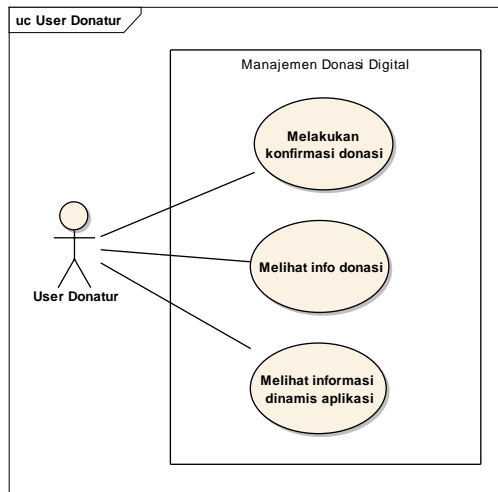 uc User Donatur
Manajemen Donasi Digital
Melakukan
konfirmasi donasi
Melihat info donasi
User Donatur
Melihat informasi
dinamis aplikasi